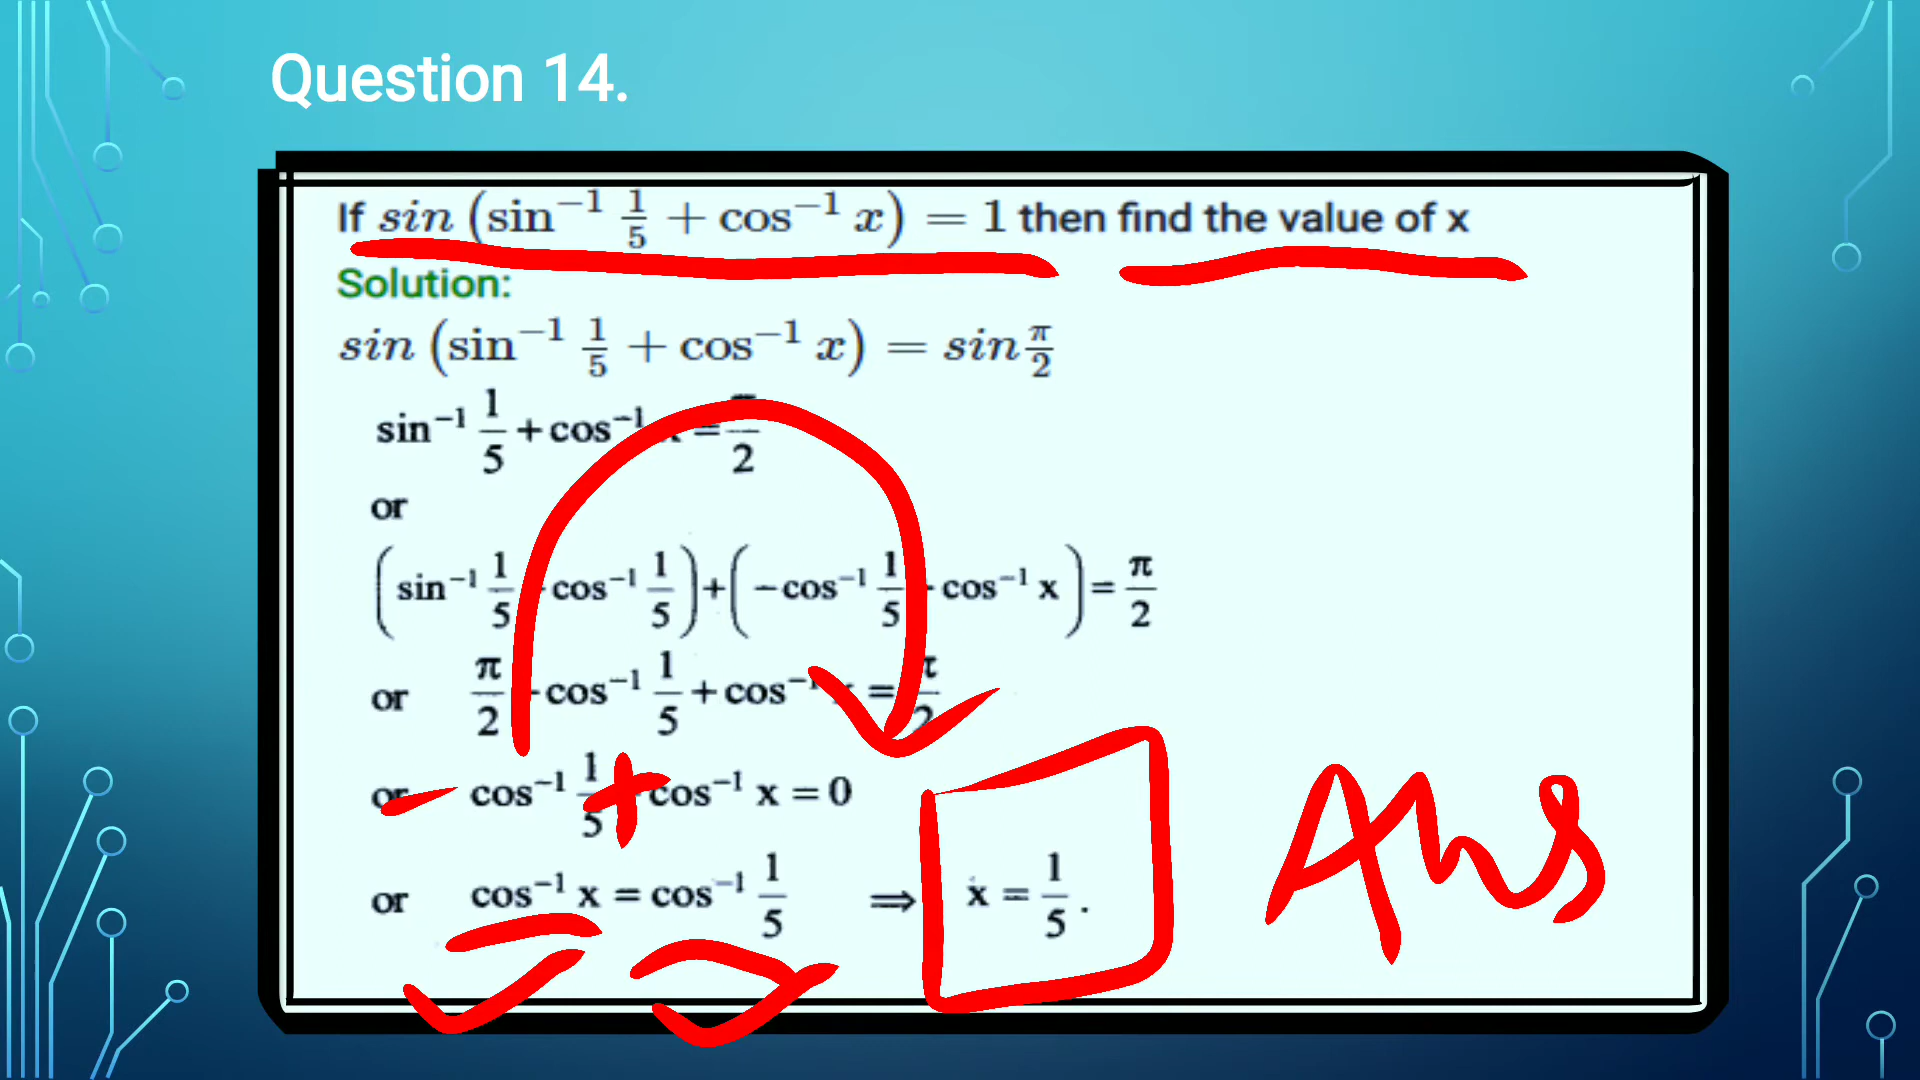 Question 14.
If sin (sin⁻¹ 1/5 + cos⁻¹ x) = 1 then find the value of x
Solution:
sin (sin⁻¹ 1/5 + cos⁻¹ x) = sin π/2
sin⁻¹ 1/5 + cos⁻¹ = /2
or
(sin⁻¹ 1/5 cos⁻¹ 1/5) + (−cos⁻¹ 1/5 cos⁻¹ x) = π/2
or π/2 cos⁻¹ 1/5 + cos⁻¹ = π/2
or − cos⁻¹ 1/5 + cos⁻¹ x = 0
or cos⁻¹ x = cos⁻¹ 1/5 ⇒ x = 1/5.
Ans